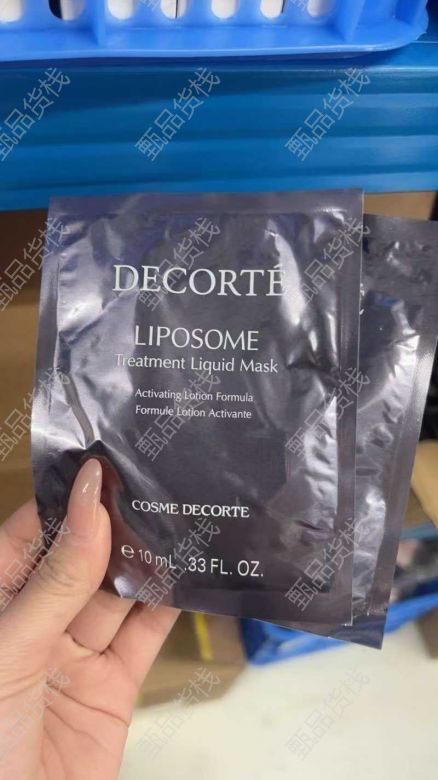 DECORTÉ
LIPOSOME
Treatment Liquid Mask
Activating Lotion Formula
Formule Lotion Activante
COSME DECORTE
℮ 10 mL .33 FL. OZ.
甄品货栈